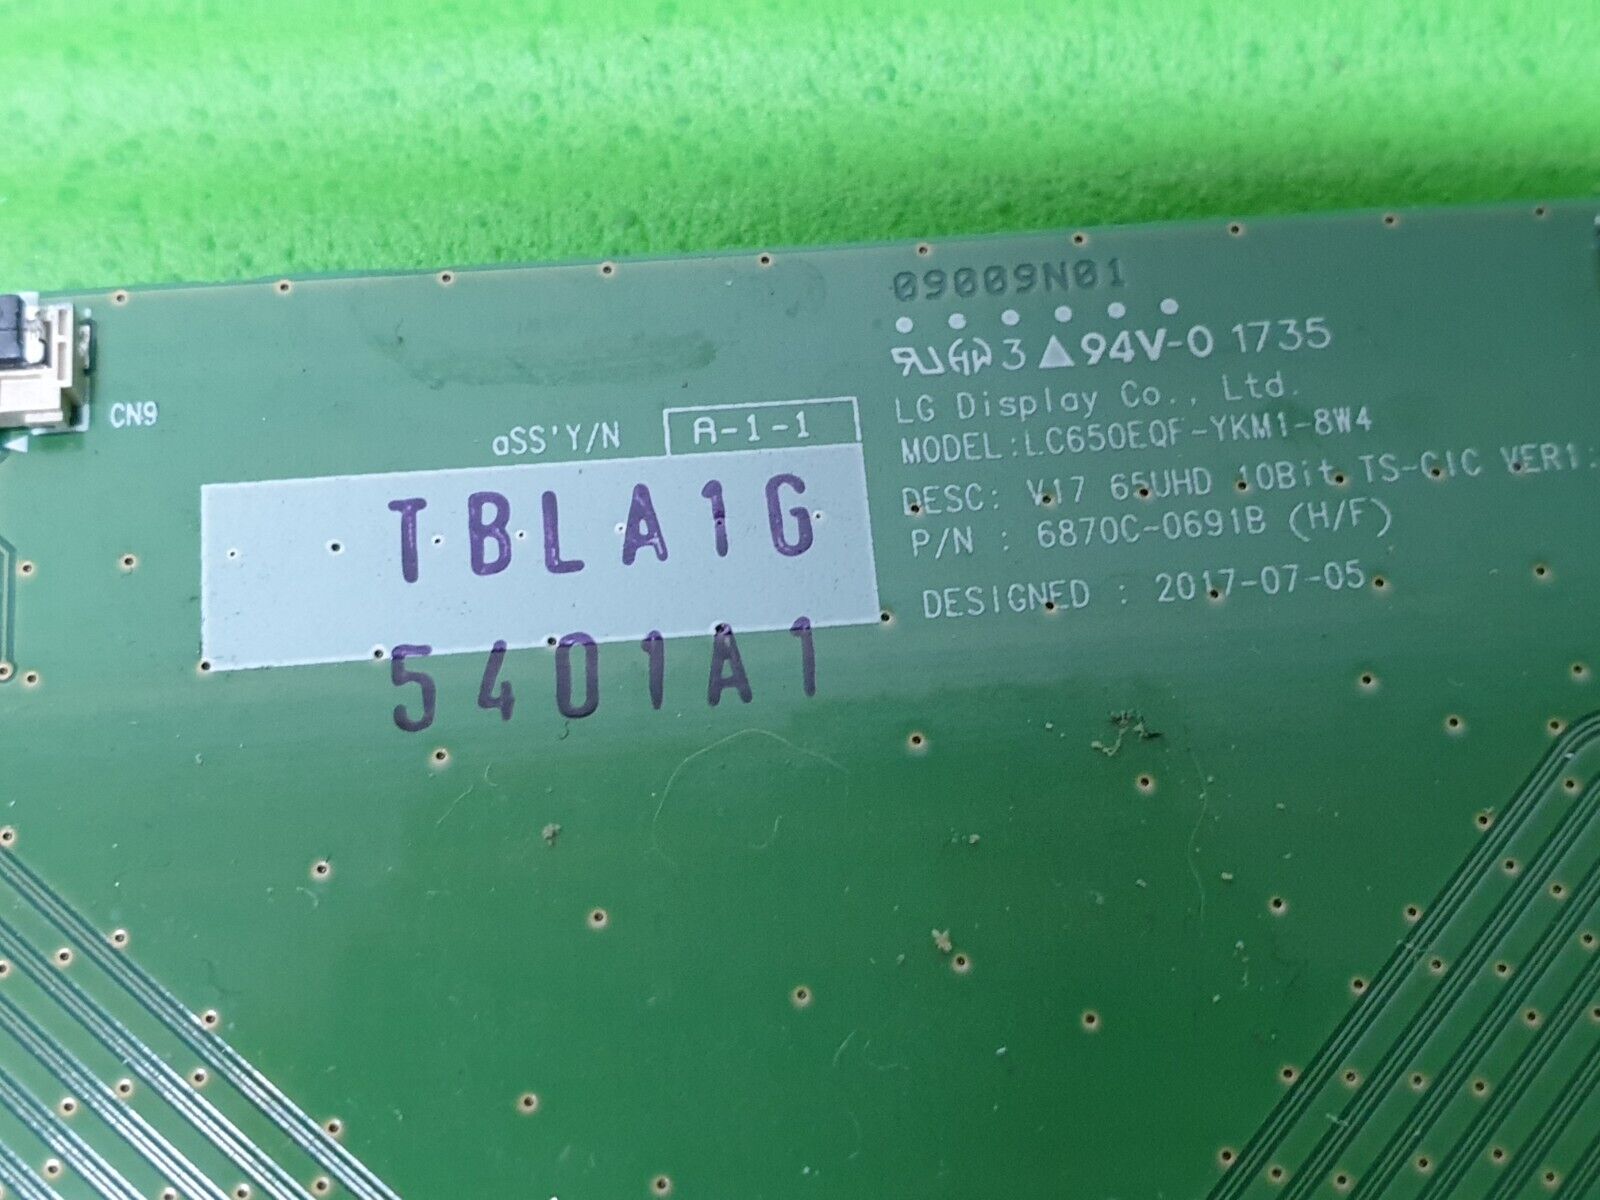 09009N01
3 94V-0 1735
LG Display Co., Ltd.
MODEL:LC650EQF-YKM1-8W4
DESC: V17 65UHD 10Bit TS-CIC VER1.
P/N : 6870C-0691B (H/F)
DESIGNED : 2017-07-05
CN9
aSS'Y/N A-1-1
TBLA1G
5401A1